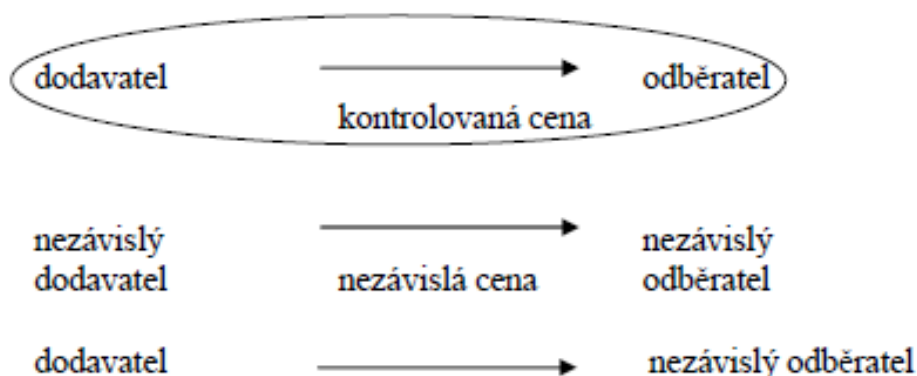 dodavatel odběratel
kontrolovaná cena
nezávislý nezávislý
dodavatel nezávislá cena odběratel
dodavatel nezávislý odběratel